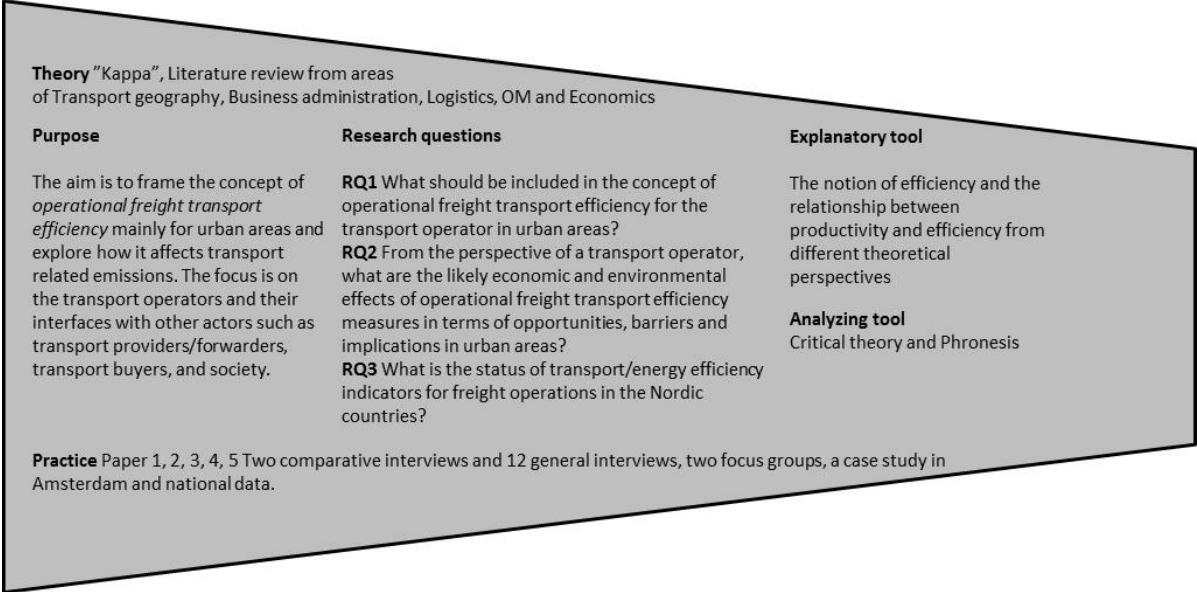 Theory ”Kappa”, Literature review from areas
of Transport geography, Business administration, Logistics, OM and Economics
Purpose
The aim is to frame the concept of
operational freight transport
efficiency mainly for urban areas and
explore how it affects transport
related emissions. The focus is on
the transport operators and their
interfaces with other actors such as
transport providers/forwarders,
transport buyers, and society.
Research questions
RQ1 What should be included in the concept of
operational freight transport efficiency for the
transport operator in urban areas?
RQ2 From the perspective of a transport operator,
what are the likely economic and environmental
effects of operational freight transport efficiency
measures in terms of opportunities, barriers and
implications in urban areas?
RQ3 What is the status of transport/energy efficiency
indicators for freight operations in the Nordic
countries?
Explanatory tool
The notion of efficiency and the
relationship between
productivity and efficiency from
different theoretical
perspectives
Analyzing tool
Critical theory and Phronesis
Practice Paper 1, 2, 3, 4, 5 Two comparative interviews and 12 general interviews, two focus groups, a case study in
Amsterdam and national data.